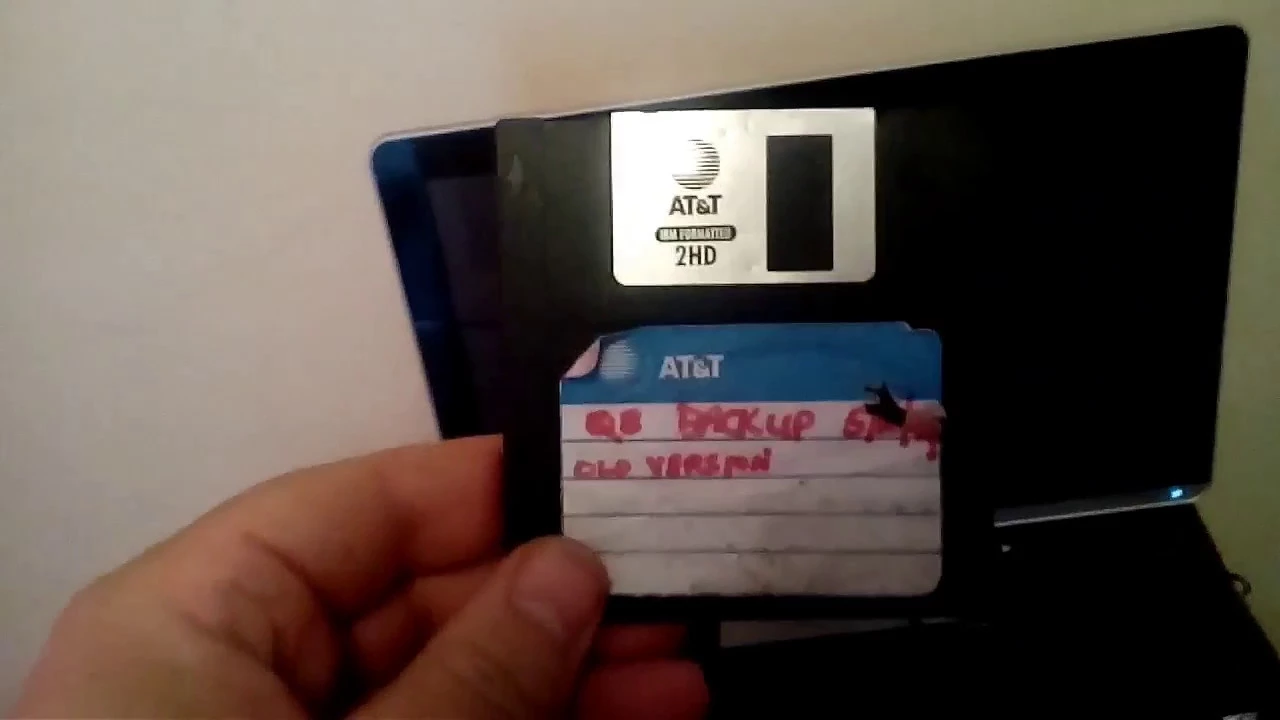 AT&T
IBM FORMATTED
2HD
AT&T
QB BACKUP
OLD VERSION